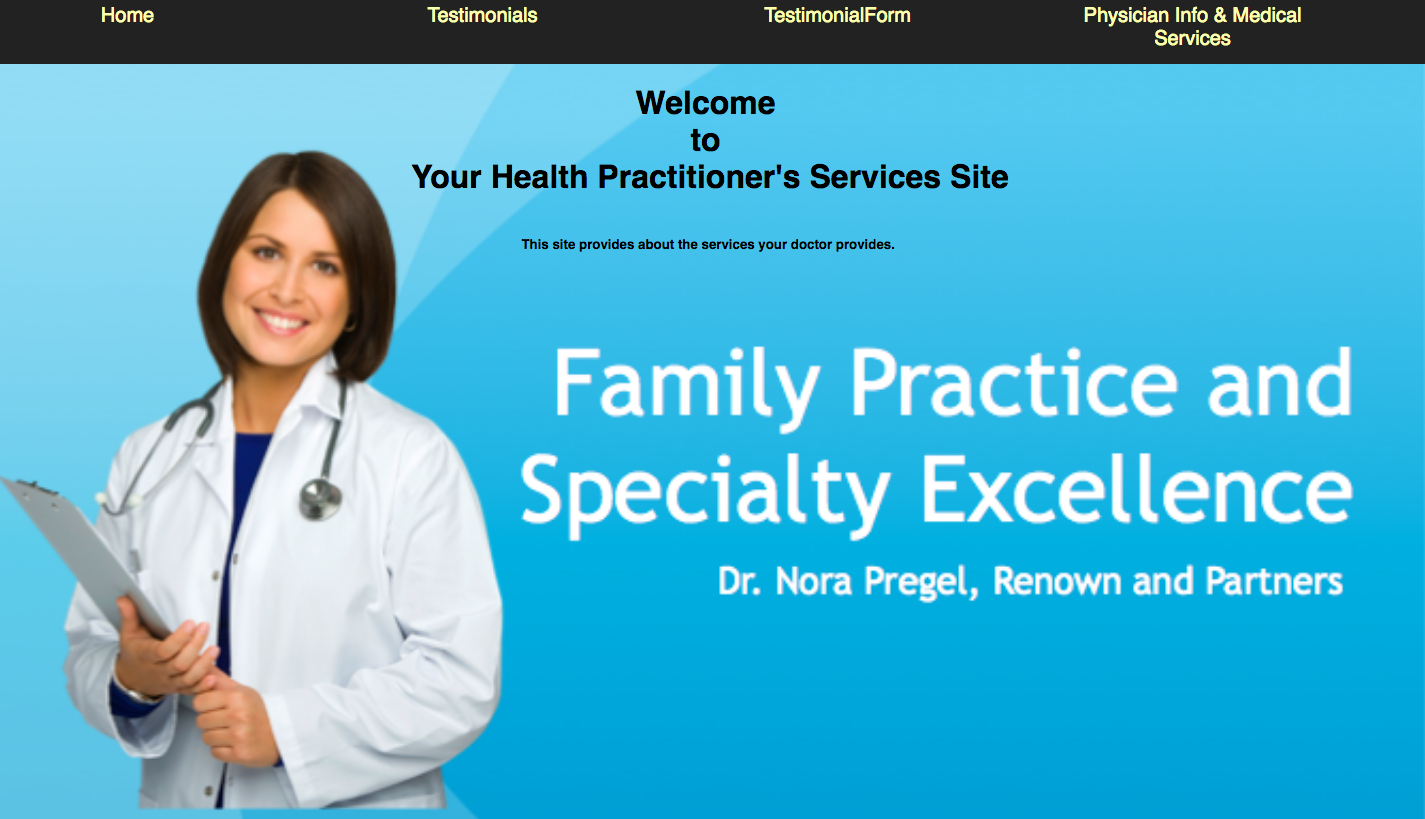 Home
Testimonials
TestimonialForm
Physician Info & Medical
Services
Welcome
to
Your Health Practitioner's Services Site
This site provides about the services your doctor provides.
Family Practice and
Specialty Excellence
Dr. Nora Pregel, Renown and Partners